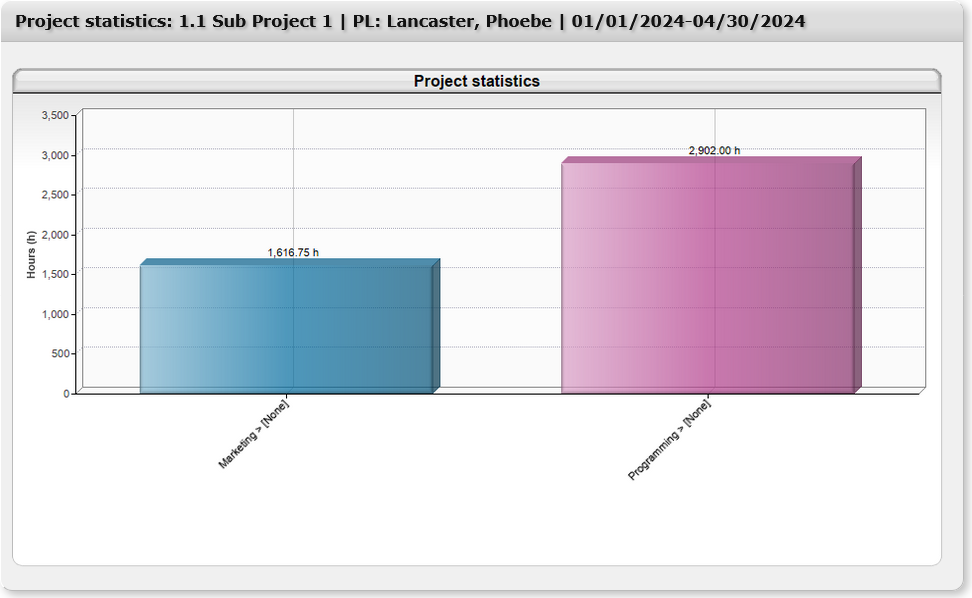 Project statistics: 1.1 Sub Project 1 | PL: Lancaster, Phoebe | 01/01/2024-04/30/2024
Project statistics
3,500
3,000
2,500
2,000
1,500
1,000
500
0
Hours (h)
1,616.75 h
2,902.00 h
Marketing > [None]
Programming > [None]